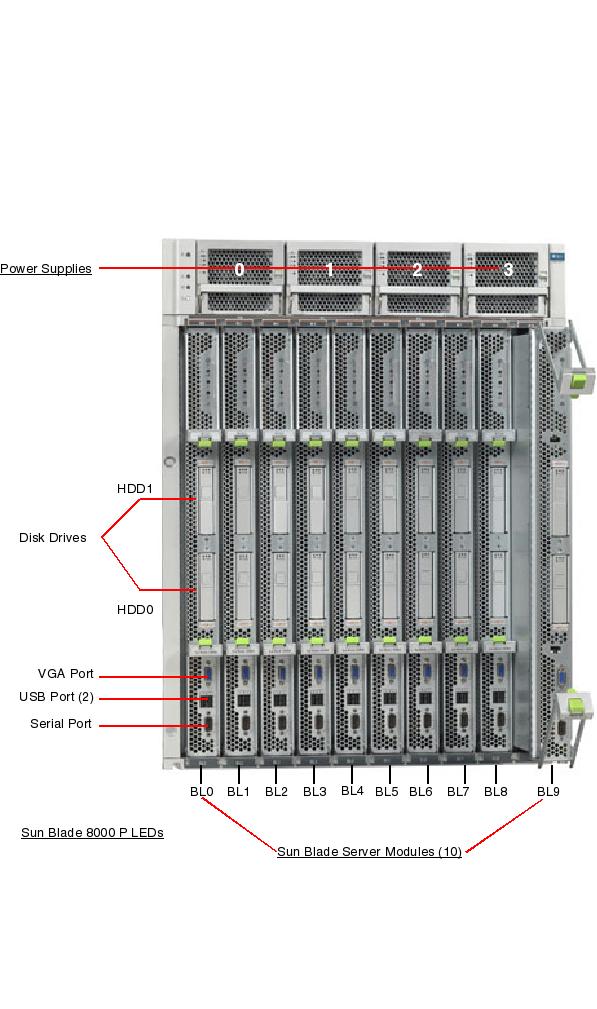 Power Supplies
0 1 2 3
HDD1
Disk Drives
HDD0
VGA Port
USB Port (2)
Serial Port
BL0 BL1 BL2 BL3 BL4 BL5 BL6 BL7 BL8 BL9
Sun Blade 8000 P LEDs
Sun Blade Server Modules (10)